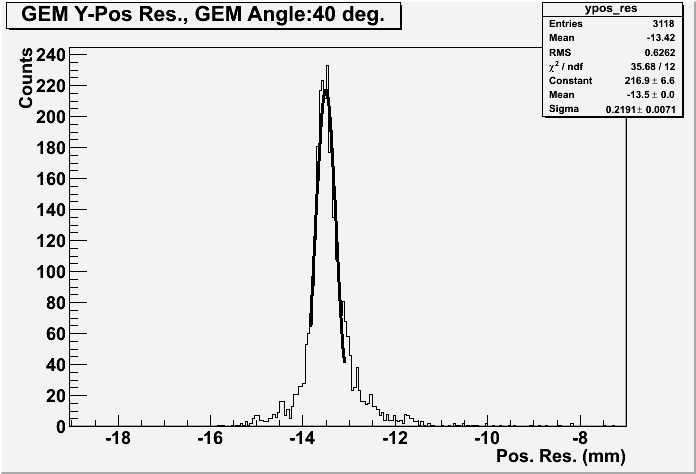 GEM Y-Pos Res., GEM Angle:40 deg.
ypos_res
Entries 3118
Mean -13.42
RMS 0.6262
χ² / ndf 35.68 / 12
Constant 216.9 ± 6.6
Mean -13.5 ± 0.0
Sigma 0.2191± 0.0071
Counts
240
220
200
180
160
140
120
100
80
60
40
20
0
-18 -16 -14 -12 -10 -8
Pos. Res. (mm)